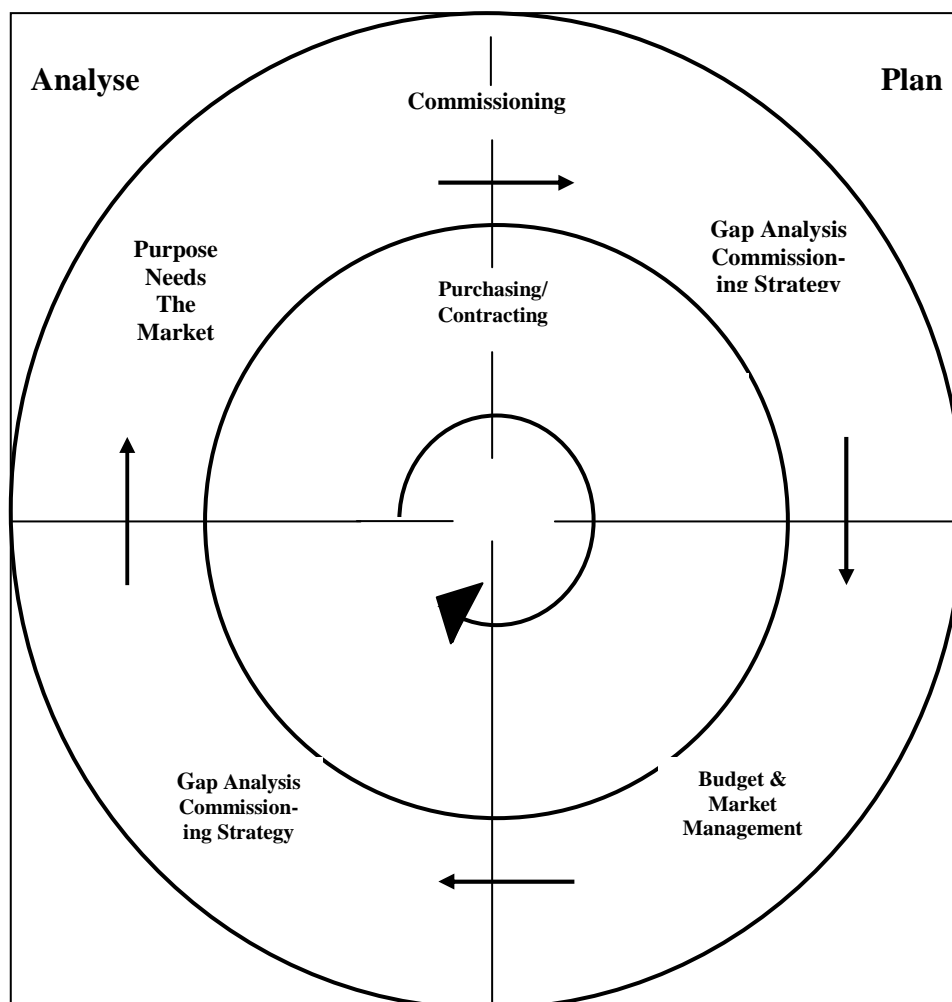 Analyse
Plan
Commissioning
Purpose
Needs
The
Market
Gap Analysis
Commission-
ing Strategy
Purchasing/
Contracting
Gap Analysis
Commission-
ing Strategy
Budget &
Market
Management